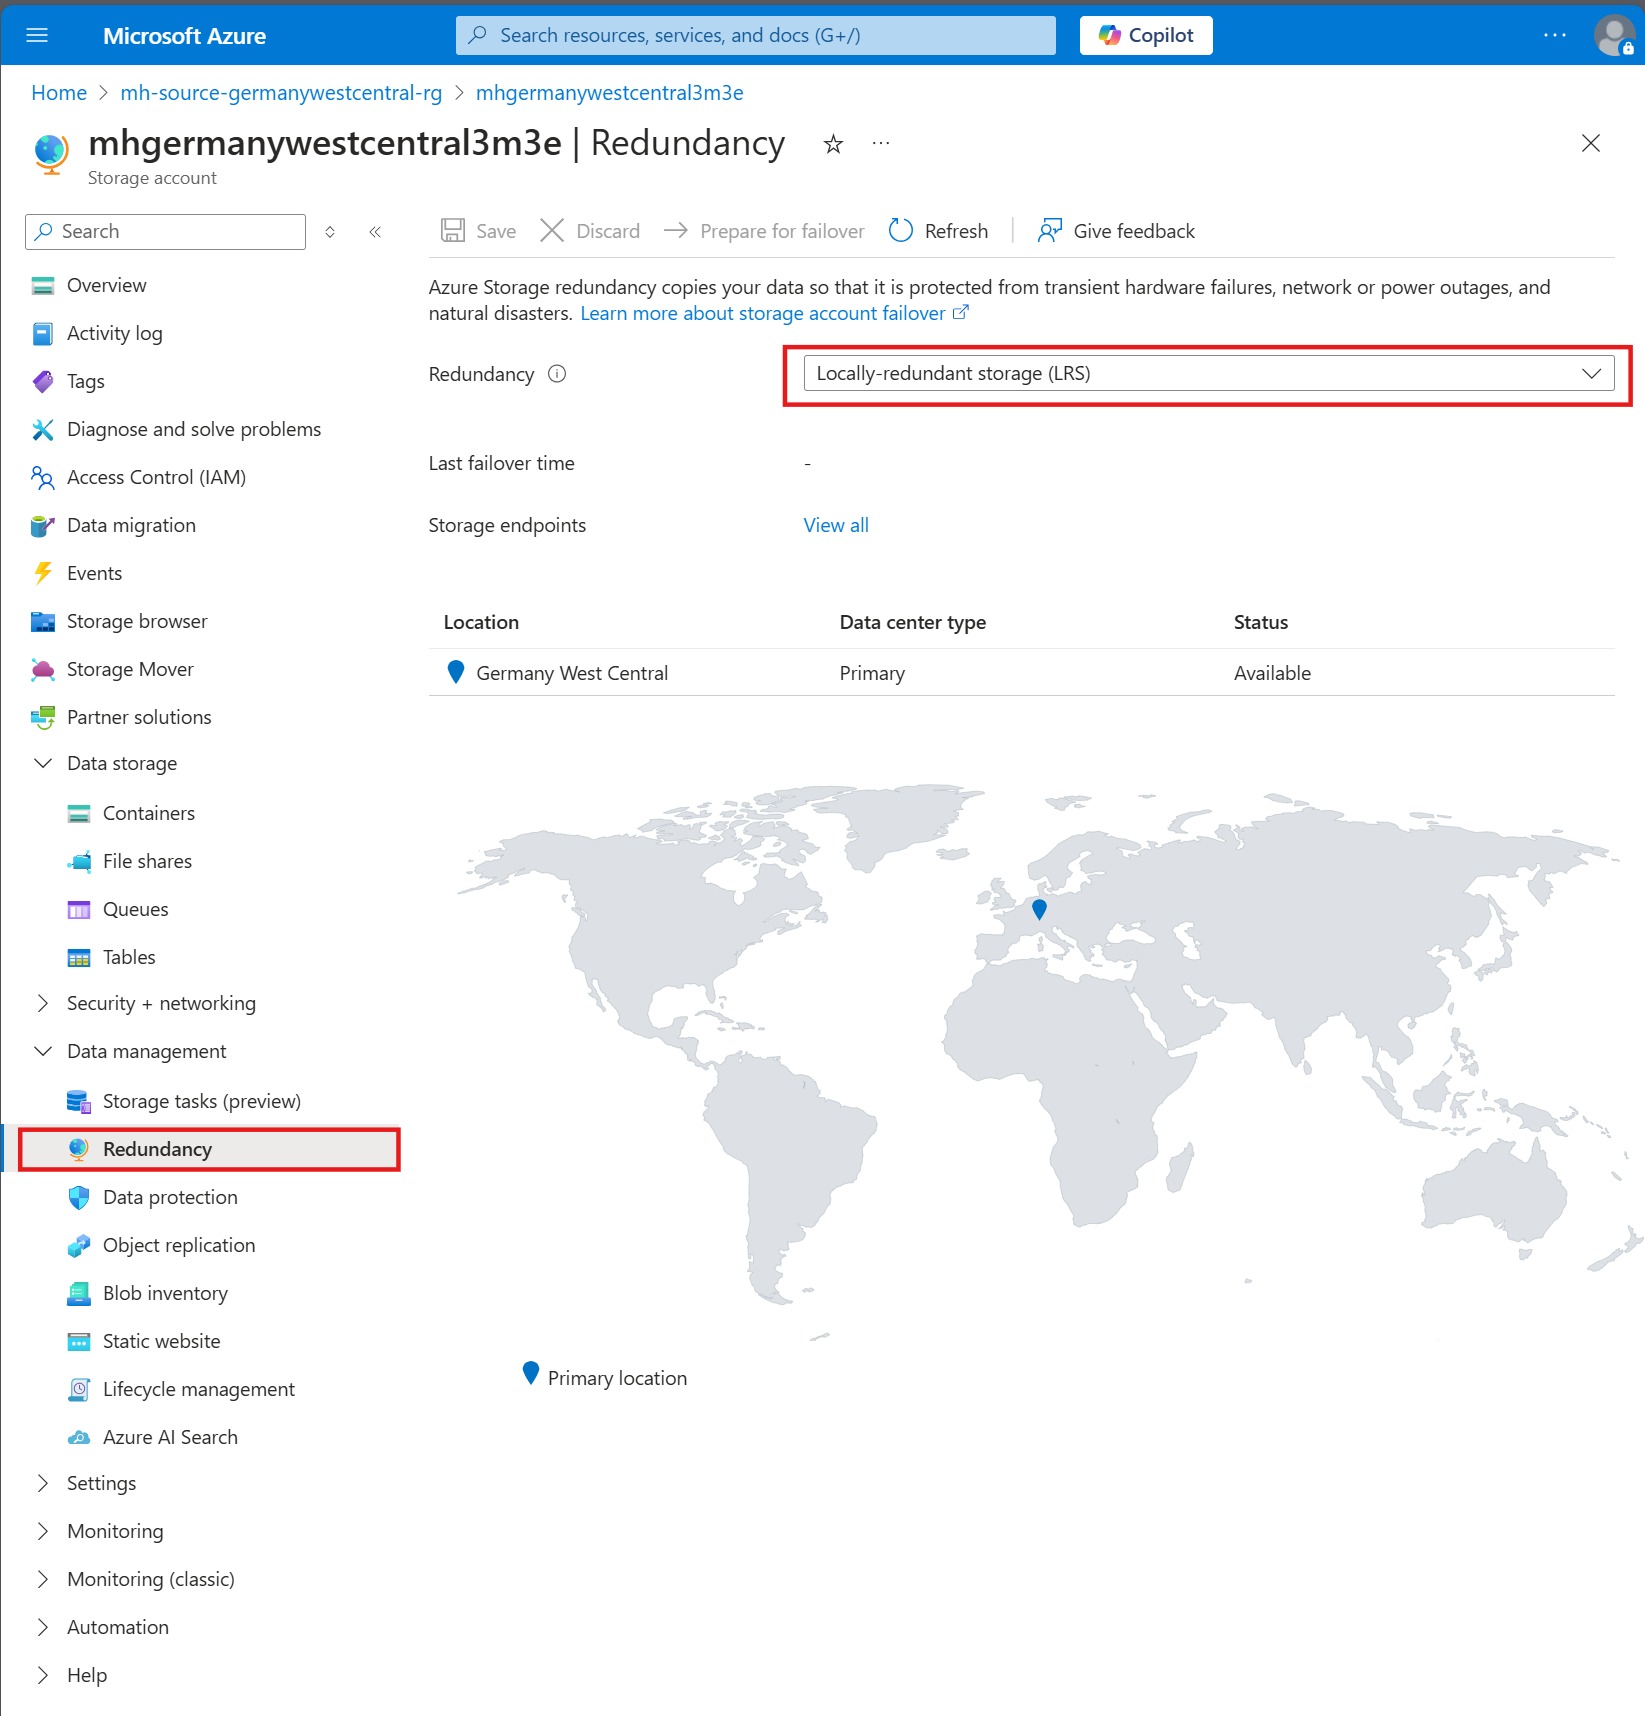 Microsoft Azure
Search resources, services, and docs (G+/)
Copilot
Home > mh-source-germanywestcentral-rg > mhgermanywestcentral3m3e
mhgermanywestcentral3m3e | Redundancy
Storage account
Search
Save
Discard
Prepare for failover
Refresh
Give feedback
Overview
Activity log
Tags
Diagnose and solve problems
Access Control (IAM)
Data migration
Events
Storage browser
Storage Mover
Partner solutions
Data storage
Containers
File shares
Queues
Tables
Security + networking
Data management
Storage tasks (preview)
Redundancy
Data protection
Object replication
Blob inventory
Static website
Lifecycle management
Azure AI Search
Settings
Monitoring
Monitoring (classic)
Automation
Help
Azure Storage redundancy copies your data so that it is protected from transient hardware failures, network or power outages, and
natural disasters. Learn more about storage account failover
Redundancy
Locally-redundant storage (LRS)
Last failover time
-
Storage endpoints
View all
Location
Data center type
Status
Germany West Central
Primary
Available
Primary location